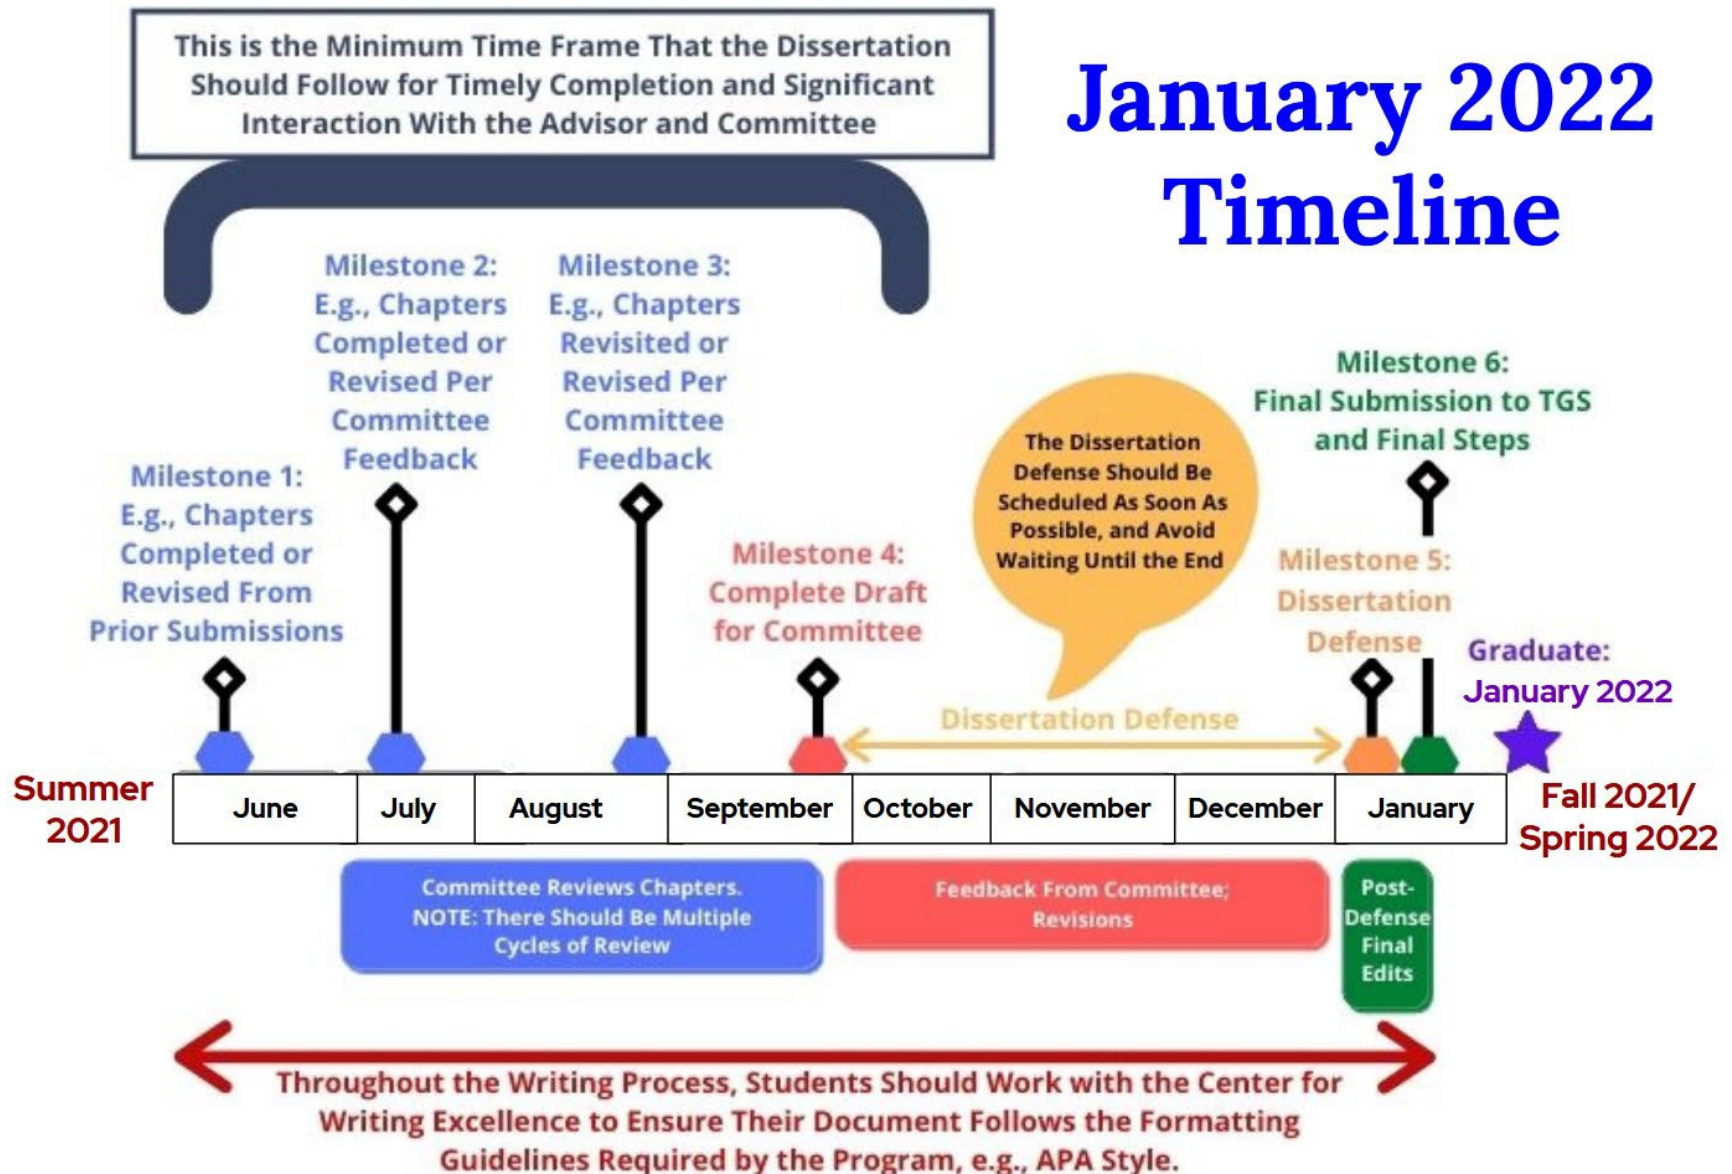 This is the Minimum Time Frame That the Dissertation
Should Follow for Timely Completion and Significant
Interaction With the Advisor and Committee
January 2022
Timeline
Milestone 1:
E.g., Chapters
Completed or
Revised From
Prior Submissions
Milestone 2:
E.g., Chapters
Completed or
Revised Per
Committee
Feedback
Milestone 3:
E.g., Chapters
Revisited or
Revised Per
Committee
Feedback
Milestone 4:
Complete Draft
for Committee
The Dissertation
Defense Should Be
Scheduled As Soon As
Possible, and Avoid
Waiting Until the End
Dissertation Defense
Milestone 6:
Final Submission to TGS
and Final Steps
Milestone 5:
Dissertation
Defense
Graduate:
January 2022
Summer
2021
June
July
August
September
October
November
December
January
Fall 2021/
Spring 2022
Committee Reviews Chapters.
NOTE: There Should Be Multiple
Cycles of Review
Feedback From Committee;
Revisions
Post-
Defense
Final
Edits
Throughout the Writing Process, Students Should Work with the Center for
Writing Excellence to Ensure Their Document Follows the Formatting
Guidelines Required by the Program, e.g., APA Style.